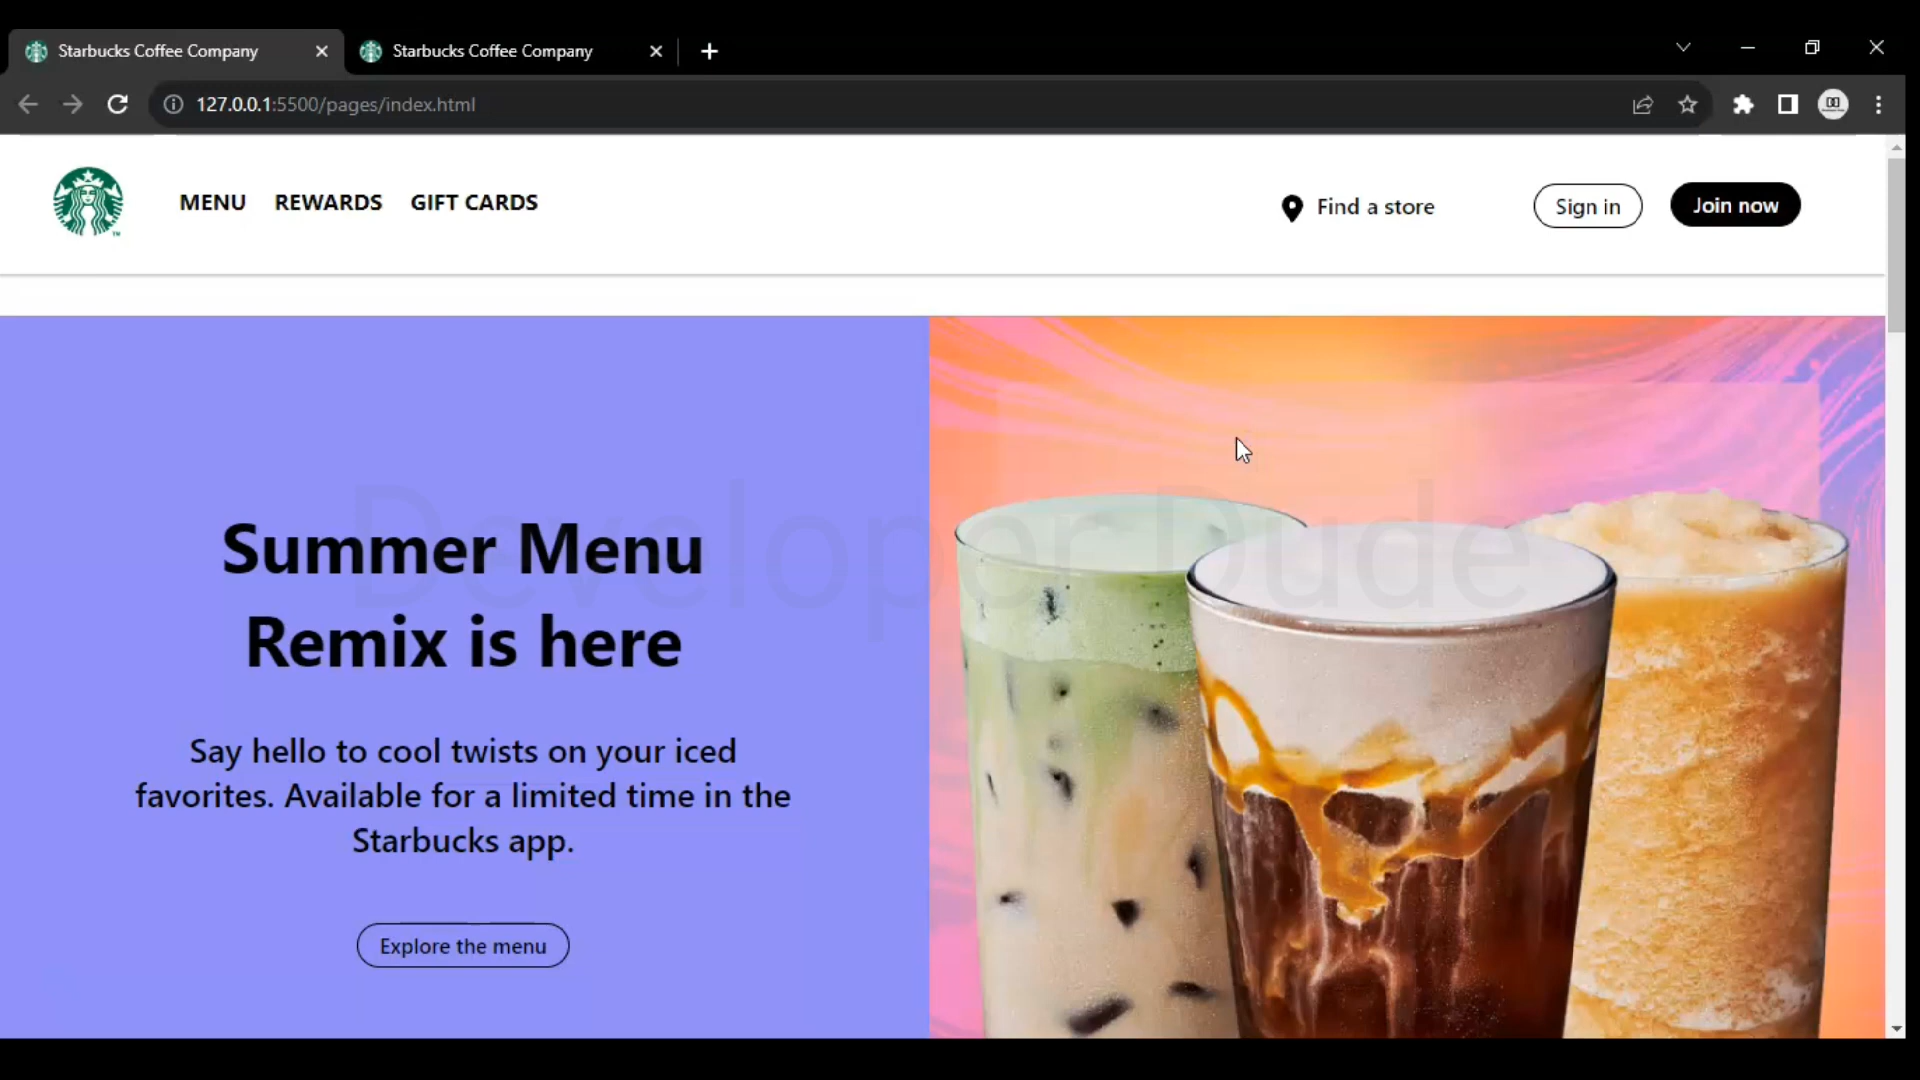 Starbucks Coffee Company
Starbucks Coffee Company
127.0.0.1:5500/pages/index.html
MENU REWARDS GIFT CARDS
Find a store
Sign in
Join now
Developer Dude
Summer Menu
Remix is here
Say hello to cool twists on your iced
favorites. Available for a limited time in the
Starbucks app.
Explore the menu